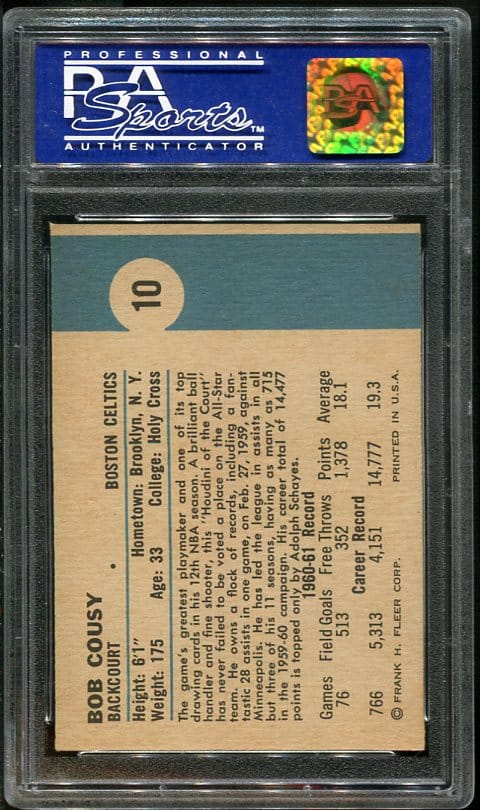 PROFESSIONAL
PSA
Sports™
AUTHENTICATOR
PSA
10
BOB COUSY
BACKCOURT BOSTON CELTICS
Height: 6'1" Hometown: Brooklyn, N. Y.
Weight: 175 Age: 33 College: Holy Cross
The game's greatest playmaker and one of its top
drawing cards in his 12th NBA season. A brilliant ball
handler and fine shooter, this "Houdini of the Court"
has never failed to be voted a place on the All-Star
team. He owns a flock of records, including a fan-
tastic 28 assists in one game, on Feb. 27, 1959, against
Minneapolis. He has led the league in assists in all
but three of his 11 seasons, having as many as 715
in the 1959-60 campaign. His career total of 14,477
points is topped only by Adolph Schayes.
1960-61 Record
Games Field Goals Free Throws Points Average
76 513 352 1,378 18.1
Career Record
766 5,313 4,151 14,777 19.3
© FRANK H. FLEER CORP. PRINTED IN U.S.A.